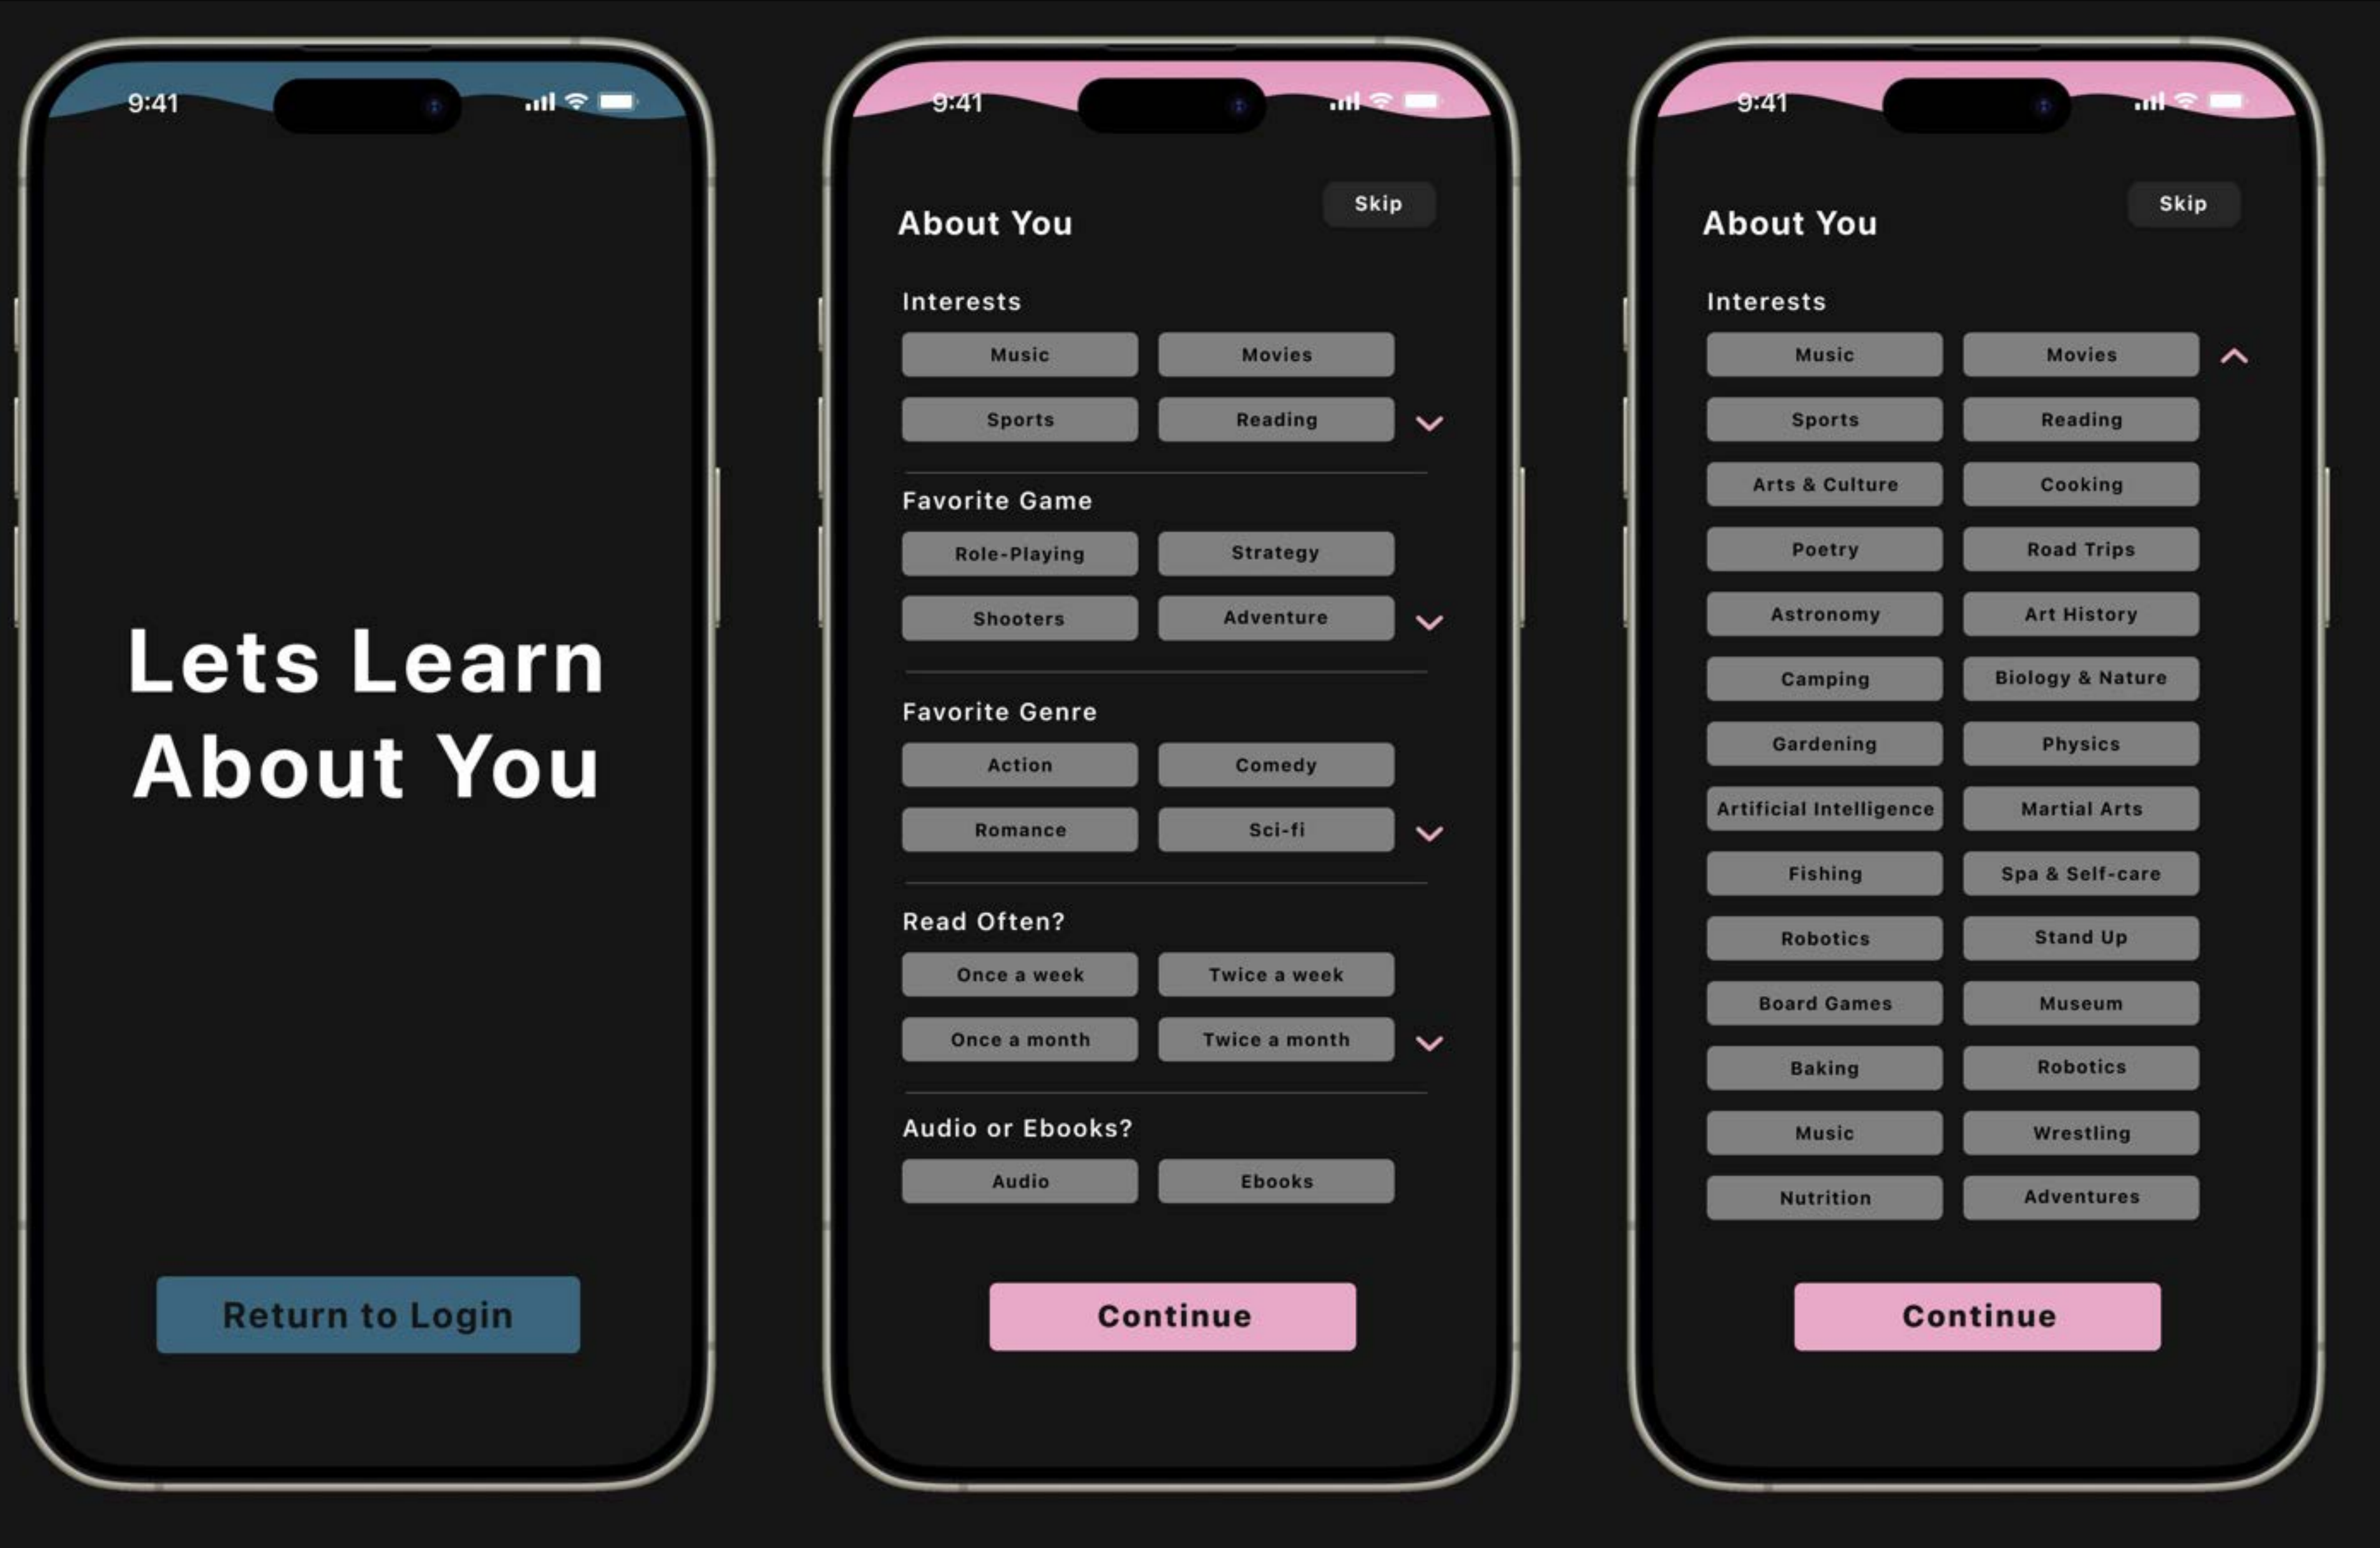 9:41
Lets Learn
About You
Return to Login
9:41
Skip
About You
Interests
Music Movies
Sports Reading
Favorite Game
Role-Playing Strategy
Shooters Adventure
Favorite Genre
Action Comedy
Romance Sci-fi
Read Often?
Once a week Twice a week
Once a month Twice a month
Audio or Ebooks?
Audio Ebooks
Continue
9:41
Skip
About You
Interests
Music Movies
Sports Reading
Arts & Culture Cooking
Poetry Road Trips
Astronomy Art History
Camping Biology & Nature
Gardening Physics
Artificial Intelligence Martial Arts
Fishing Spa & Self-care
Robotics Stand Up
Board Games Museum
Baking Robotics
Music Wrestling
Nutrition Adventures
Continue